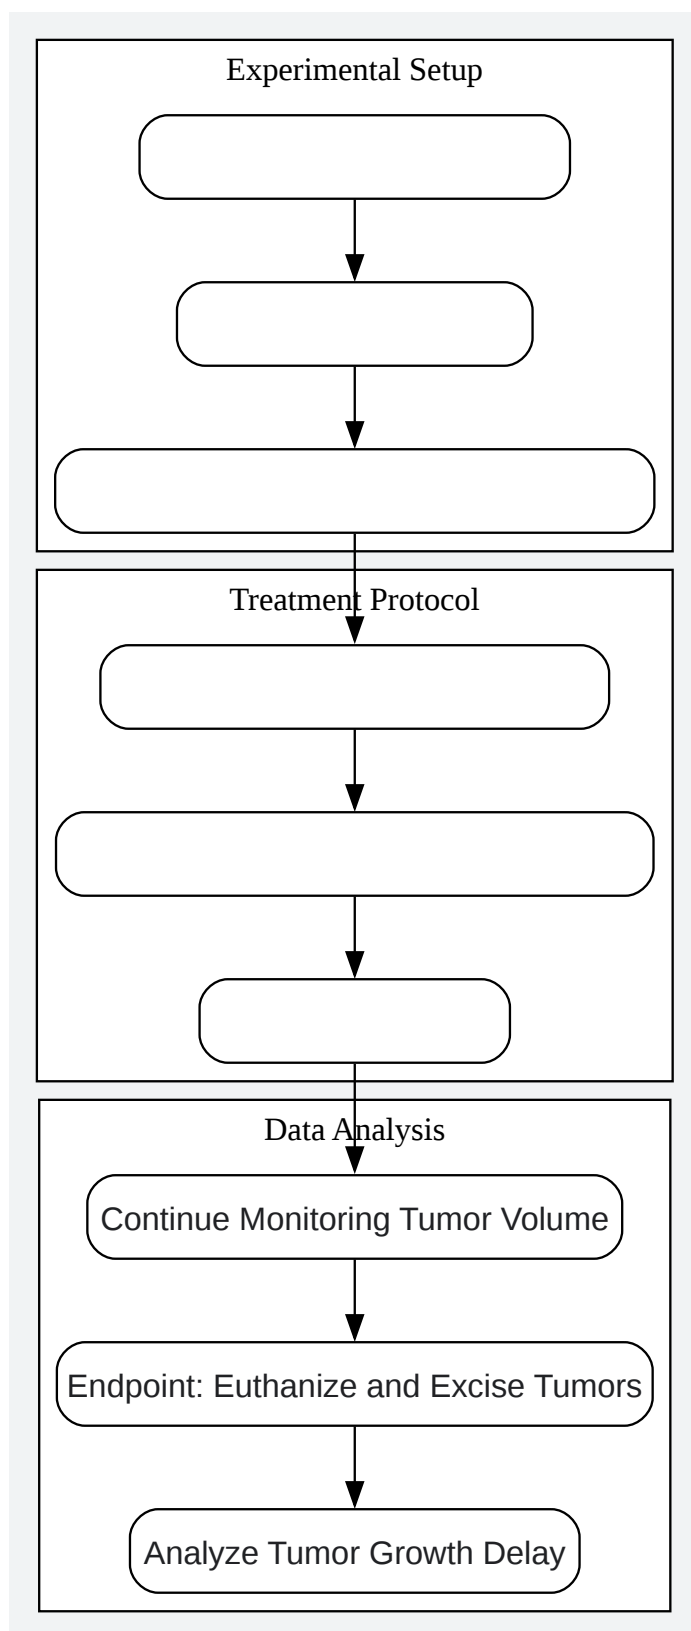 Experimental Setup
Treatment Protocol
Data Analysis
Continue Monitoring Tumor Volume
Endpoint: Euthanize and Excise Tumors
Analyze Tumor Growth Delay